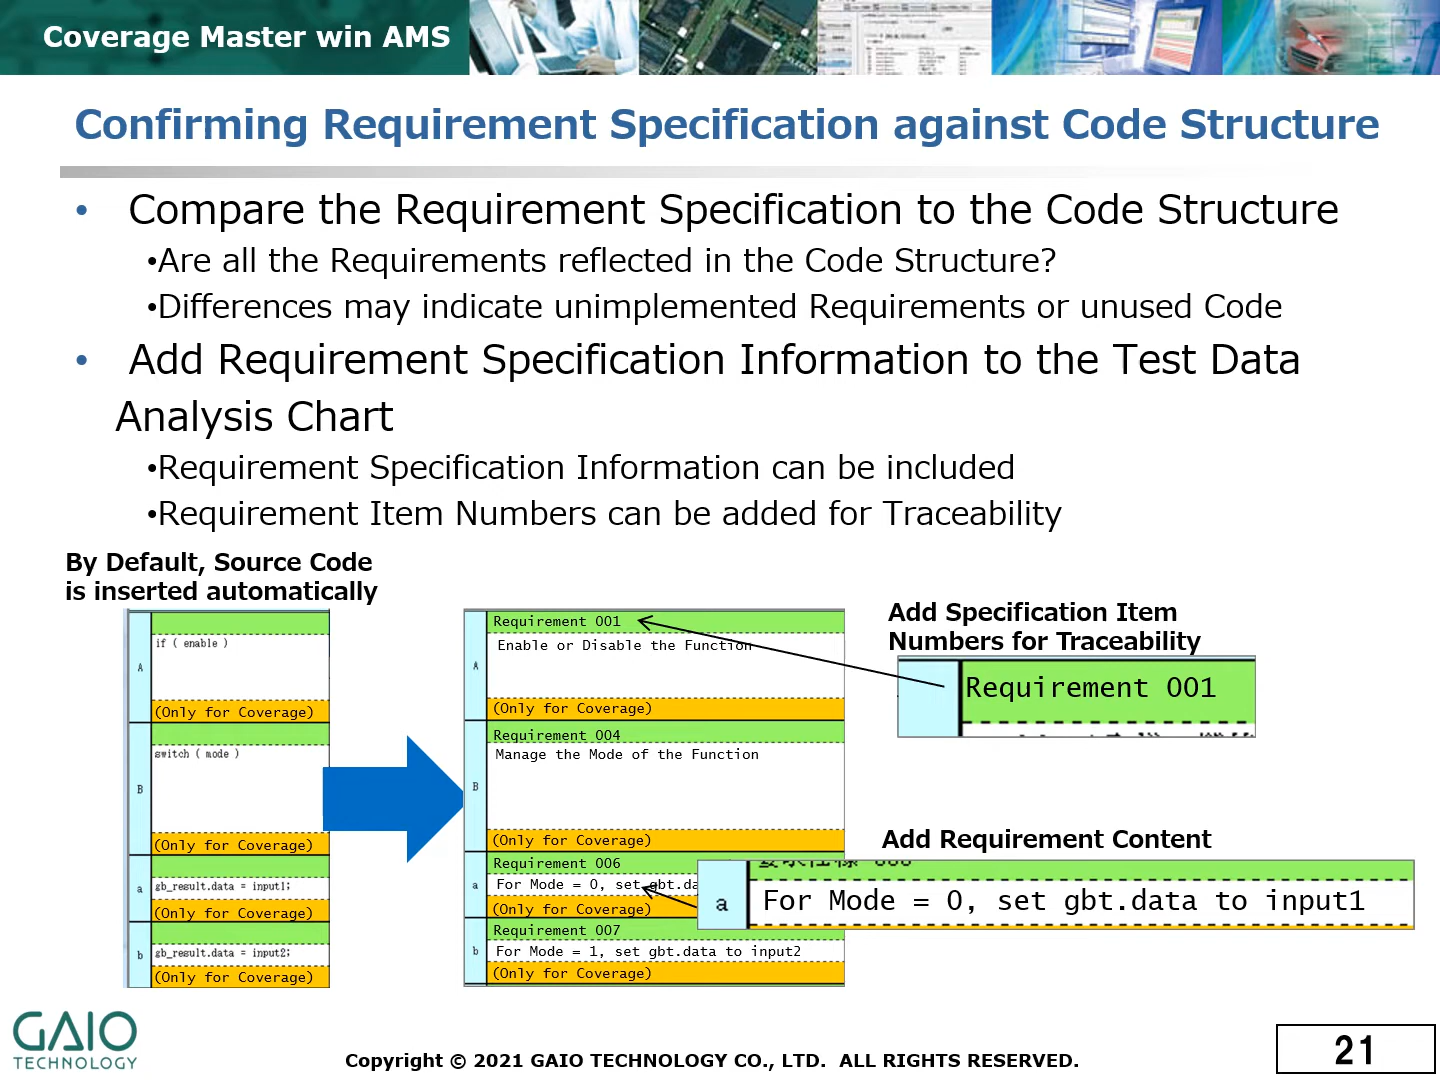 Coverage Master win AMS
Confirming Requirement Specification against Code Structure
• Compare the Requirement Specification to the Code Structure
•Are all the Requirements reflected in the Code Structure?
•Differences may indicate unimplemented Requirements or unused Code
• Add Requirement Specification Information to the Test Data
Analysis Chart
•Requirement Specification Information can be included
•Requirement Item Numbers can be added for Traceability
By Default, Source Code
is inserted automatically
A
if ( enable )
(Only for Coverage)
B
switch ( mode )
(Only for Coverage)
a
gb_result.data = input1;
(Only for Coverage)
b
gb_result.data = input2;
(Only for Coverage)
A
Requirement 001
Enable or Disable the Function
(Only for Coverage)
B
Requirement 004
Manage the Mode of the Function
(Only for Coverage)
a
Requirement 006
For Mode = 0, set gbt.da
(Only for Coverage)
b
Requirement 007
For Mode = 1, set gbt.data to input2
(Only for Coverage)
Add Specification Item
Numbers for Traceability
Requirement 001
Add Requirement Content
a
For Mode = 0, set gbt.data to input1
GAIO
TECHNOLOGY
Copyright © 2021 GAIO TECHNOLOGY CO., LTD. ALL RIGHTS RESERVED.
21